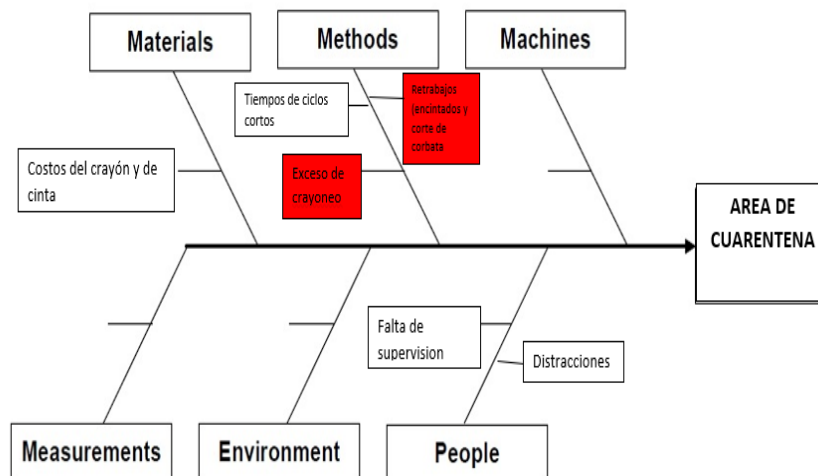 Materials
Methods
Machines
Tiempos de ciclos
cortos
Retrabajos
(encintados y
corte de
corbata
Costos del crayón y de
cinta
Exceso de
crayoneo
AREA DE
CUARENTENA
Falta de
supervision
Distracciones
Measurements
Environment
People